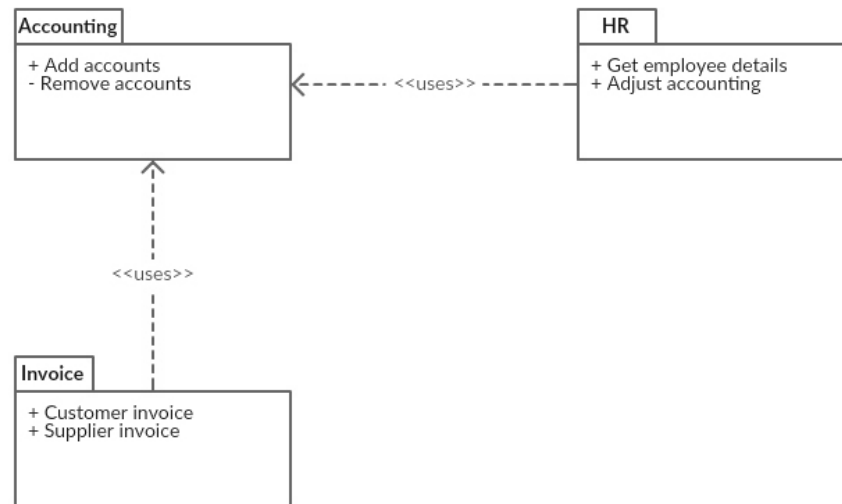 Accounting
+ Add accounts
- Remove accounts
<<uses>>
HR
+ Get employee details
+ Adjust accounting
<<uses>>
Invoice
+ Customer invoice
+ Supplier invoice